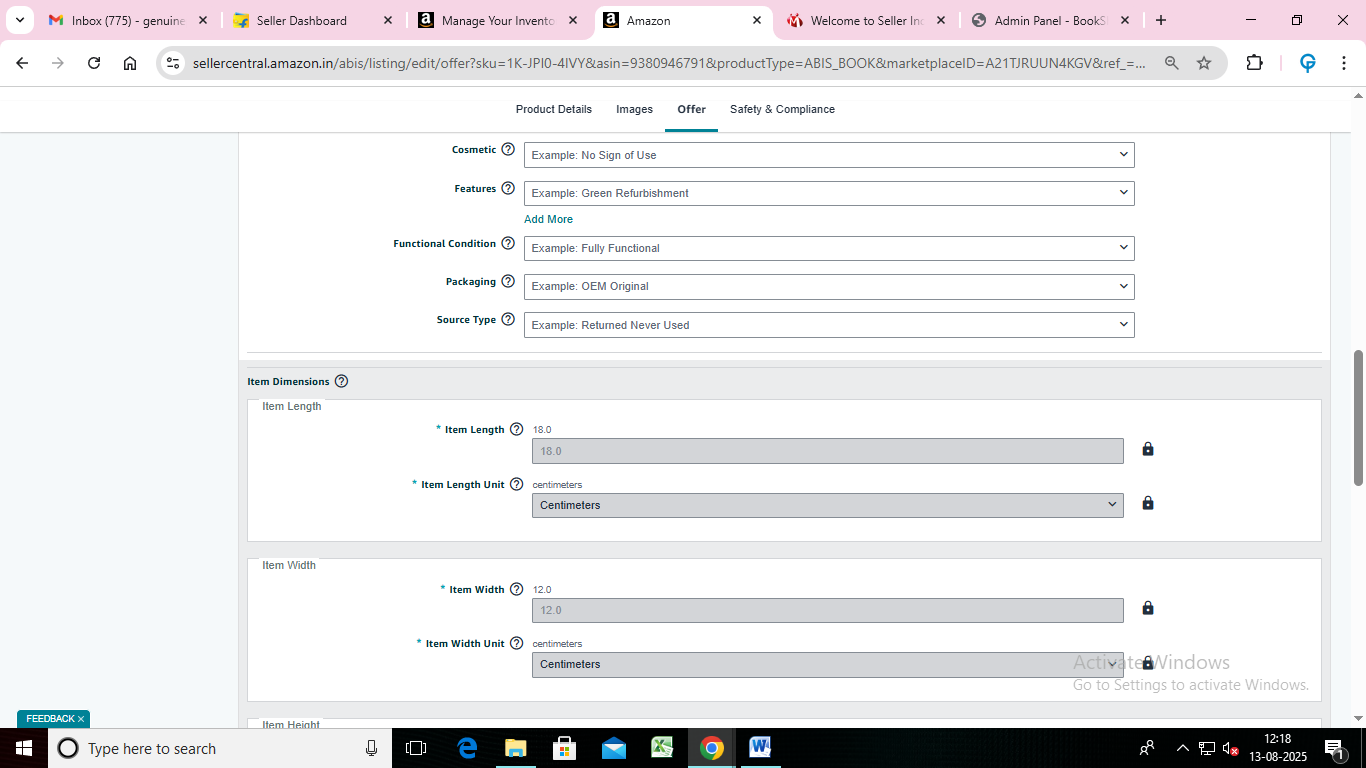 Inbox (775) - genuine
Seller Dashboard
Manage Your Invento
Amazon
Welcome to Seller In
Admin Panel - BookS
sellercentral.amazon.in/abis/listing/edit/offer?sku=1K-JPI0-4IVY&asin=9380946791&productType=ABIS_BOOK&marketplaceID=A21TJRUUN4KGV&ref_=...
Product Details Images Offer Safety & Compliance
Cosmetic
Example: No Sign of Use
Features
Example: Green Refurbishment
Add More
Functional Condition
Example: Fully Functional
Packaging
Example: OEM Original
Source Type
Example: Returned Never Used
Item Dimensions
Item Length
* Item Length 18.0
18.0
* Item Length Unit centimeters
Centimeters
Item Width
* Item Width 12.0
12.0
* Item Width Unit centimeters
Centimeters
Activate Windows
Go to Settings to activate Windows.
FEEDBACK
Item Height
Type here to search
12:18
13-08-2025
1